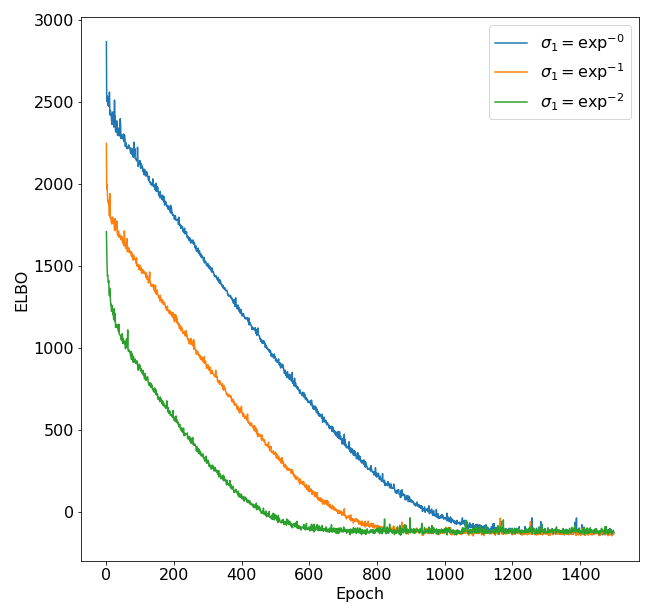 3000
2500
2000
1500
1000
500
0
ELBO
σ₁ = exp⁻⁰
σ₁ = exp⁻¹
σ₁ = exp⁻²
0 200 400 600 800 1000 1200 1400
Epoch